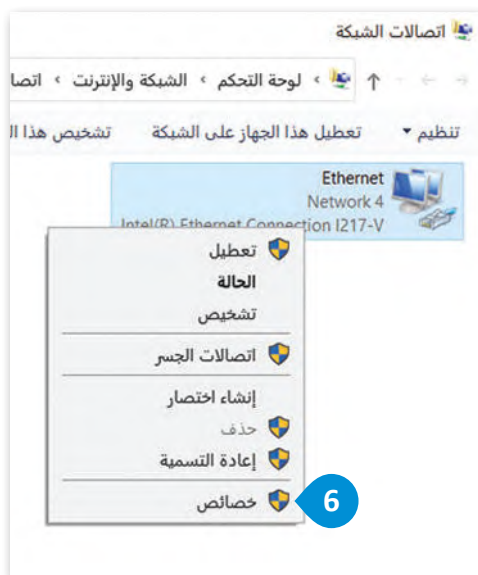 اتصالات الشبكة
لوحة التحكم › الشبكة والإنترنت › اتصا
تنظيم تعطيل هذا الجهاز على الشبكة تشخيص هذا ال
Ethernet
Network 4
Intel(R) Ethernet Connection I217-V
تعطيل
الحالة
تشخيص
اتصالات الجسر
إنشاء اختصار
حذف
إعادة التسمية
خصائص
6